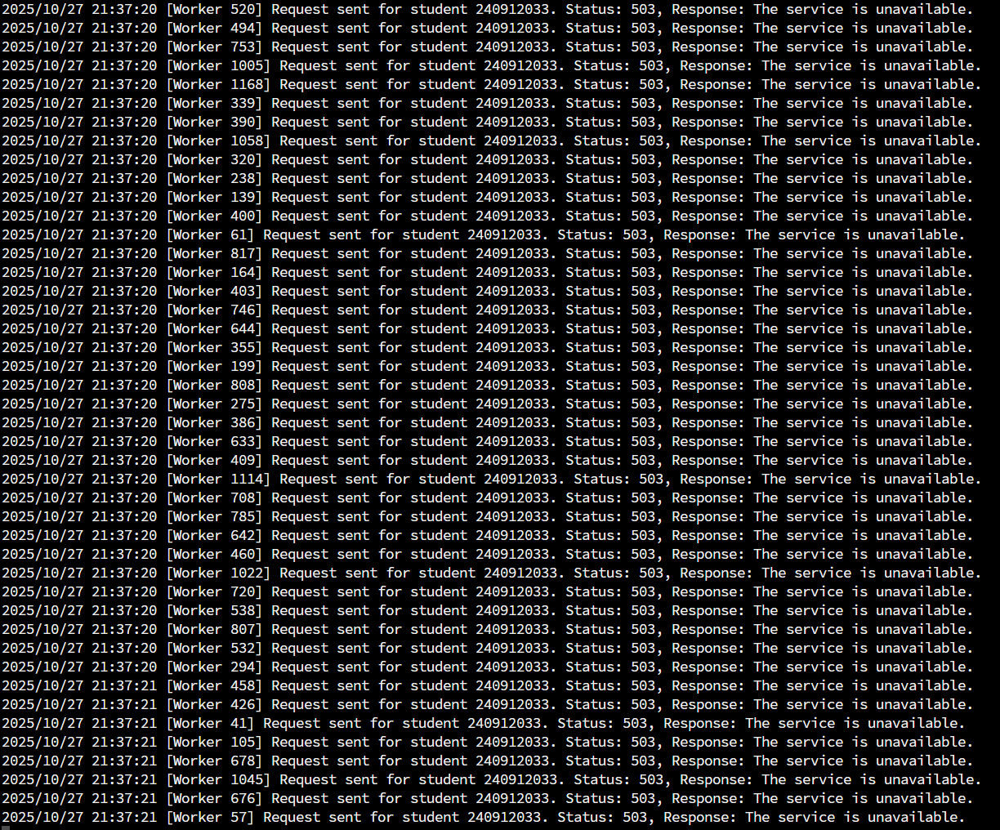 2025/10/27 21:37:20 [Worker 520] Request sent for student 240912033. Status: 503, Response: The service is unavailable.
2025/10/27 21:37:20 [Worker 494] Request sent for student 240912033. Status: 503, Response: The service is unavailable.
2025/10/27 21:37:20 [Worker 753] Request sent for student 240912033. Status: 503, Response: The service is unavailable.
2025/10/27 21:37:20 [Worker 1005] Request sent for student 240912033. Status: 503, Response: The service is unavailable.
2025/10/27 21:37:20 [Worker 1168] Request sent for student 240912033. Status: 503, Response: The service is unavailable.
2025/10/27 21:37:20 [Worker 339] Request sent for student 240912033. Status: 503, Response: The service is unavailable.
2025/10/27 21:37:20 [Worker 390] Request sent for student 240912033. Status: 503, Response: The service is unavailable.
2025/10/27 21:37:20 [Worker 1058] Request sent for student 240912033. Status: 503, Response: The service is unavailable.
2025/10/27 21:37:20 [Worker 320] Request sent for student 240912033. Status: 503, Response: The service is unavailable.
2025/10/27 21:37:20 [Worker 238] Request sent for student 240912033. Status: 503, Response: The service is unavailable.
2025/10/27 21:37:20 [Worker 139] Request sent for student 240912033. Status: 503, Response: The service is unavailable.
2025/10/27 21:37:20 [Worker 400] Request sent for student 240912033. Status: 503, Response: The service is unavailable.
2025/10/27 21:37:20 [Worker 61] Request sent for student 240912033. Status: 503, Response: The service is unavailable.
2025/10/27 21:37:20 [Worker 817] Request sent for student 240912033. Status: 503, Response: The service is unavailable.
2025/10/27 21:37:20 [Worker 164] Request sent for student 240912033. Status: 503, Response: The service is unavailable.
2025/10/27 21:37:20 [Worker 403] Request sent for student 240912033. Status: 503, Response: The service is unavailable.
2025/10/27 21:37:20 [Worker 746] Request sent for student 240912033. Status: 503, Response: The service is unavailable.
2025/10/27 21:37:20 [Worker 644] Request sent for student 240912033. Status: 503, Response: The service is unavailable.
2025/10/27 21:37:20 [Worker 355] Request sent for student 240912033. Status: 503, Response: The service is unavailable.
2025/10/27 21:37:20 [Worker 199] Request sent for student 240912033. Status: 503, Response: The service is unavailable.
2025/10/27 21:37:20 [Worker 808] Request sent for student 240912033. Status: 503, Response: The service is unavailable.
2025/10/27 21:37:20 [Worker 275] Request sent for student 240912033. Status: 503, Response: The service is unavailable.
2025/10/27 21:37:20 [Worker 386] Request sent for student 240912033. Status: 503, Response: The service is unavailable.
2025/10/27 21:37:20 [Worker 633] Request sent for student 240912033. Status: 503, Response: The service is unavailable.
2025/10/27 21:37:20 [Worker 409] Request sent for student 240912033. Status: 503, Response: The service is unavailable.
2025/10/27 21:37:20 [Worker 1114] Request sent for student 240912033. Status: 503, Response: The service is unavailable.
2025/10/27 21:37:20 [Worker 708] Request sent for student 240912033. Status: 503, Response: The service is unavailable.
2025/10/27 21:37:20 [Worker 785] Request sent for student 240912033. Status: 503, Response: The service is unavailable.
2025/10/27 21:37:20 [Worker 642] Request sent for student 240912033. Status: 503, Response: The service is unavailable.
2025/10/27 21:37:20 [Worker 460] Request sent for student 240912033. Status: 503, Response: The service is unavailable.
2025/10/27 21:37:20 [Worker 1022] Request sent for student 240912033. Status: 503, Response: The service is unavailable.
2025/10/27 21:37:20 [Worker 720] Request sent for student 240912033. Status: 503, Response: The service is unavailable.
2025/10/27 21:37:20 [Worker 538] Request sent for student 240912033. Status: 503, Response: The service is unavailable.
2025/10/27 21:37:20 [Worker 807] Request sent for student 240912033. Status: 503, Response: The service is unavailable.
2025/10/27 21:37:20 [Worker 532] Request sent for student 240912033. Status: 503, Response: The service is unavailable.
2025/10/27 21:37:20 [Worker 294] Request sent for student 240912033. Status: 503, Response: The service is unavailable.
2025/10/27 21:37:21 [Worker 458] Request sent for student 240912033. Status: 503, Response: The service is unavailable.
2025/10/27 21:37:21 [Worker 426] Request sent for student 240912033. Status: 503, Response: The service is unavailable.
2025/10/27 21:37:21 [Worker 41] Request sent for student 240912033. Status: 503, Response: The service is unavailable.
2025/10/27 21:37:21 [Worker 105] Request sent for student 240912033. Status: 503, Response: The service is unavailable.
2025/10/27 21:37:21 [Worker 678] Request sent for student 240912033. Status: 503, Response: The service is unavailable.
2025/10/27 21:37:21 [Worker 1045] Request sent for student 240912033. Status: 503, Response: The service is unavailable.
2025/10/27 21:37:21 [Worker 676] Request sent for student 240912033. Status: 503, Response: The service is unavailable.
2025/10/27 21:37:21 [Worker 57] Request sent for student 240912033. Status: 503, Response: The service is unavailable.